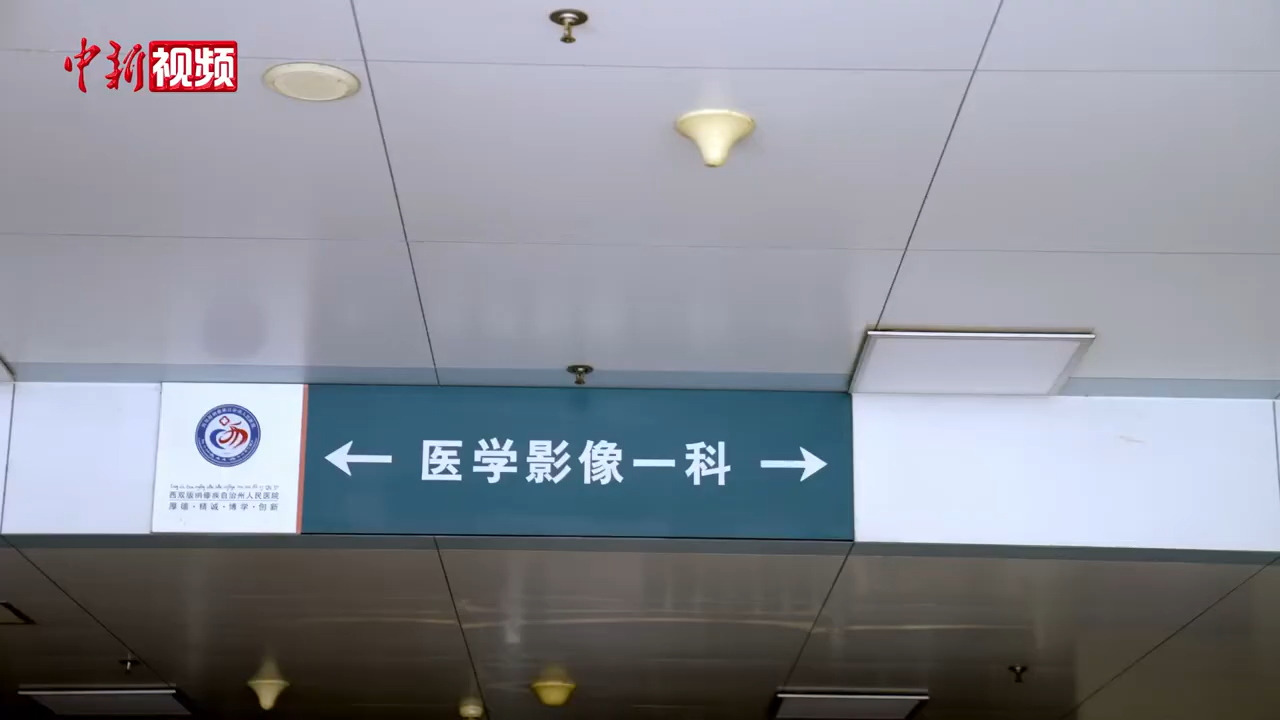 中新视频
← 医学影像一科 →
西双版纳傣族自治州人民医院
厚德·精诚·博学·创新